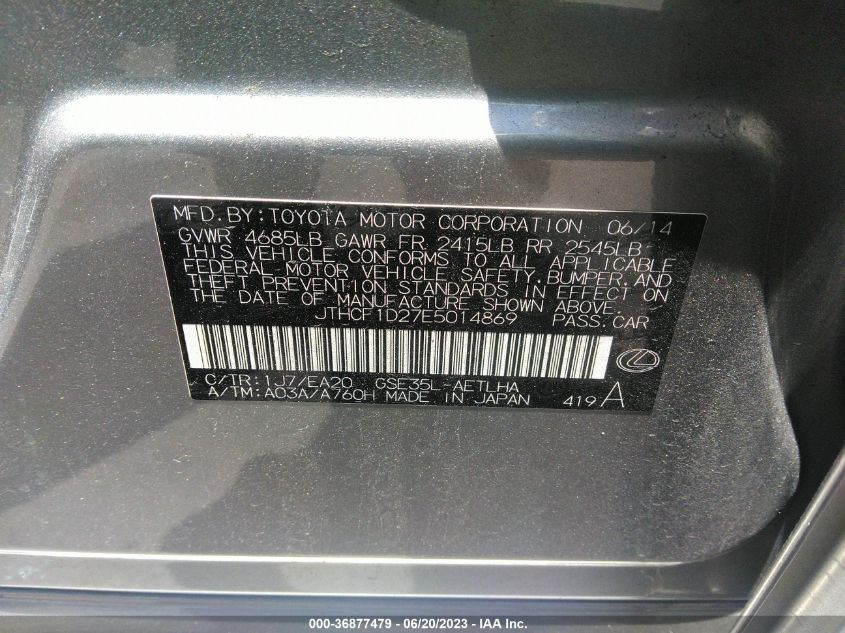 MFD. BY: TOYOTA MOTOR CORPORATION 06/14
GVWR 4685LB GAWR FR 2415LB RR 2545LB
THIS VEHICLE CONFORMS TO ALL APPLICABLE
FEDERAL MOTOR VEHICLE SAFETY, BUMPER, AND
THEFT PREVENTION STANDARDS IN EFFECT ON
THE DATE OF MANUFACTURE SHOWN ABOVE.
JTHCF1D27E5014869 PASS. CAR
C/TR: 1J7/EA20 GSE35L-AETLHA
A/TM: A03A/A760H MADE IN JAPAN 419 A
000-36877479 - 06/20/2023 - IAA Inc.